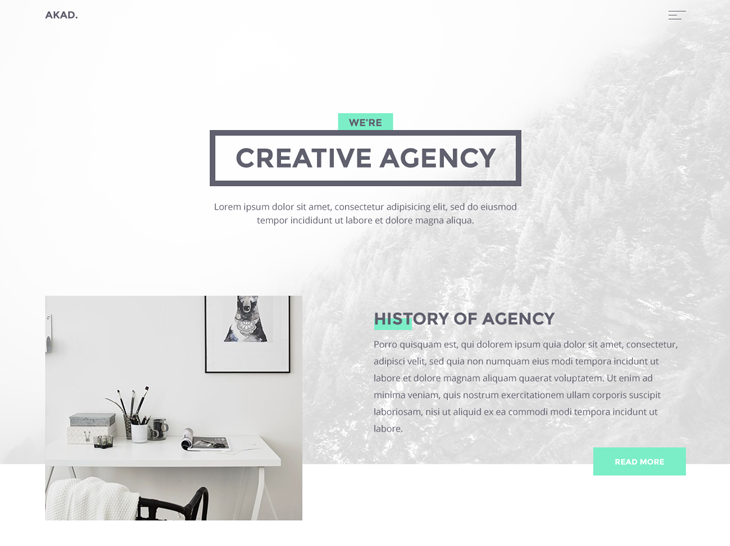 AKAD.
WE'RE
CREATIVE AGENCY
Lorem ipsum dolor sit amet, consectetur adipisicing elit, sed do eiusmod
tempor incididunt ut labore et dolore magna aliqua.
HISTORY OF AGENCY
Porro quisquam est, qui dolorem ipsum quia dolor sit amet, consectetur,
adipisci velit, sed quia non numquam eius modi tempora incidunt ut
labore et dolore magnam aliquam quaerat voluptatem. Ut enim ad
minima veniam, quis nostrum exercitationem ullam corporis suscipit
laboriosam, nisi ut aliquid ex ea commodi modi tempora incidunt ut
labore.
READ MORE